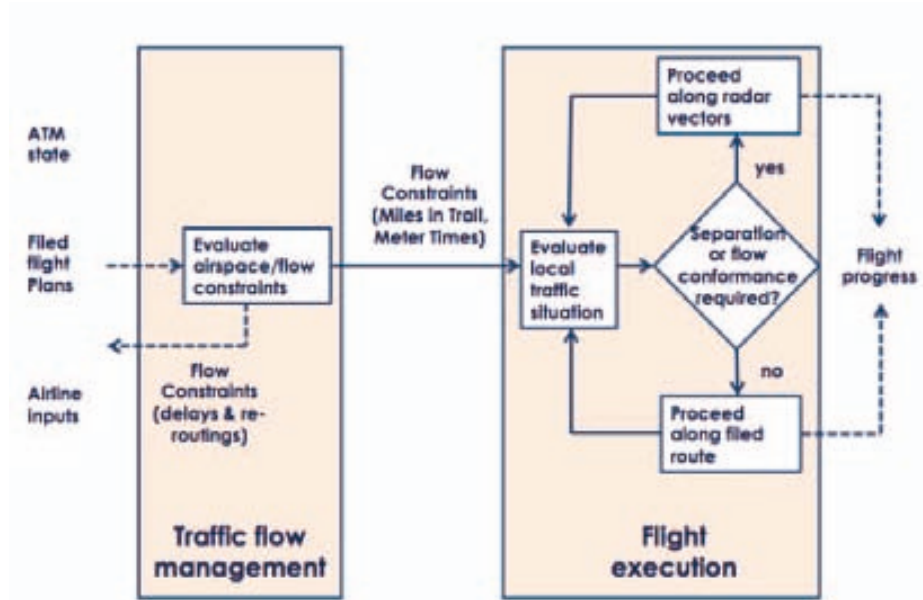 ATM
state
Filed
flight
Plans
Airline
inputs
Evaluate
airspace/flow
constraints
Flow
Constraints
(delays & re-
routings)
Traffic flow
management
Flow
Constraints
(Miles in Trail,
Meter Times)
Evaluate
local
traffic
situation
Proceed
along radar
vectors
yes
Separation
or flow
conformance
required?
no
Proceed
along filed
route
Flight
execution
Flight
progress